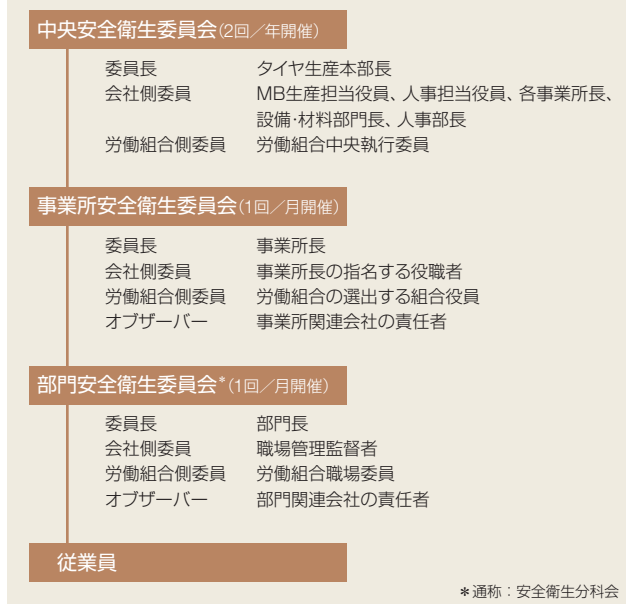 中央安全衛生委員会(2回／年開催)
委員長 タイヤ生産本部長
会社側委員 MB生産担当役員、人事担当役員、各事業所長、
設備・材料部門長、人事部長
労働組合側委員 労働組合中央執行委員
事業所安全衛生委員会(1回／月開催)
委員長 事業所長
会社側委員 事業所長の指名する役職者
労働組合側委員 労働組合の選出する組合役員
オブザーバー 事業所関連会社の責任者
部門安全衛生委員会*(1回／月開催)
委員長 部門長
会社側委員 職場管理監督者
労働組合側委員 労働組合職場委員
オブザーバー 部門関連会社の責任者
従業員
*通称：安全衛生分科会